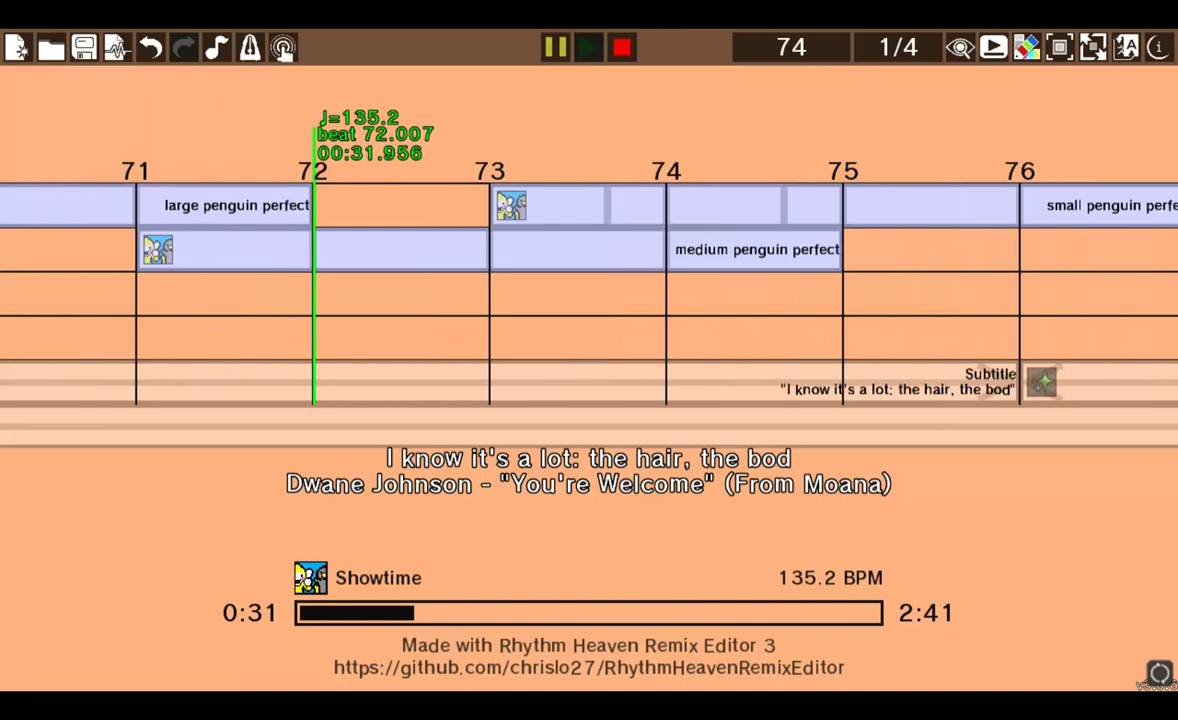 74
1/4
♩=135.2
beat 72.007
00:31.956
71 72 73 74 75 76
large penguin perfect
small penguin perfe
medium penguin perfect
Subtitle
"I know it's a lot: the hair, the bod"
I know it's a lot: the hair, the bod
Dwane Johnson - "You're Welcome" (From Moana)
Showtime
135.2 BPM
0:31
2:41
Made with Rhythm Heaven Remix Editor 3
https://github.com/chrislo27/RhythmHeavenRemixEditor